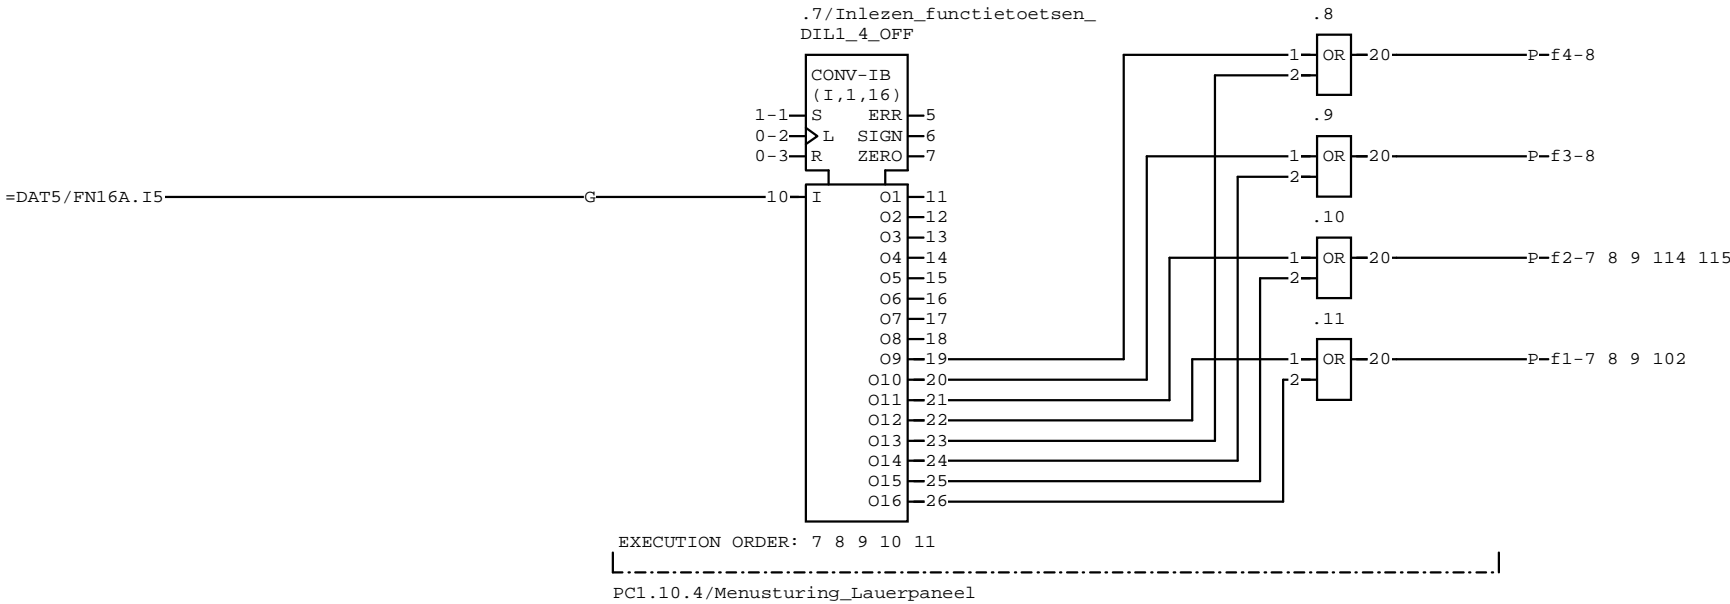 .7/Inlezen_functietoetsen_
DIL1_4_OFF
.8
1 OR 20 P-f4-8
2
CONV-IB
(I,1,16)
1-1 S ERR 5
0-2 L SIGN 6
0-3 R ZERO 7
.9
1 OR 20 P-f3-8
2
=DAT5/FN16A.I5 G 10 I O1 11
O2 12
O3 13
O4 14
O5 15
O6 16
O7 17
O8 18
O9 19
O10 20
O11 21
O12 22
O13 23
O14 24
O15 25
O16 26
.10
1 OR 20 P-f2-7 8 9 114 115
2
.11
1 OR 20 P-f1-7 8 9 102
2
EXECUTION ORDER: 7 8 9 10 11
PC1.10.4/Menusturing_Lauerpaneel